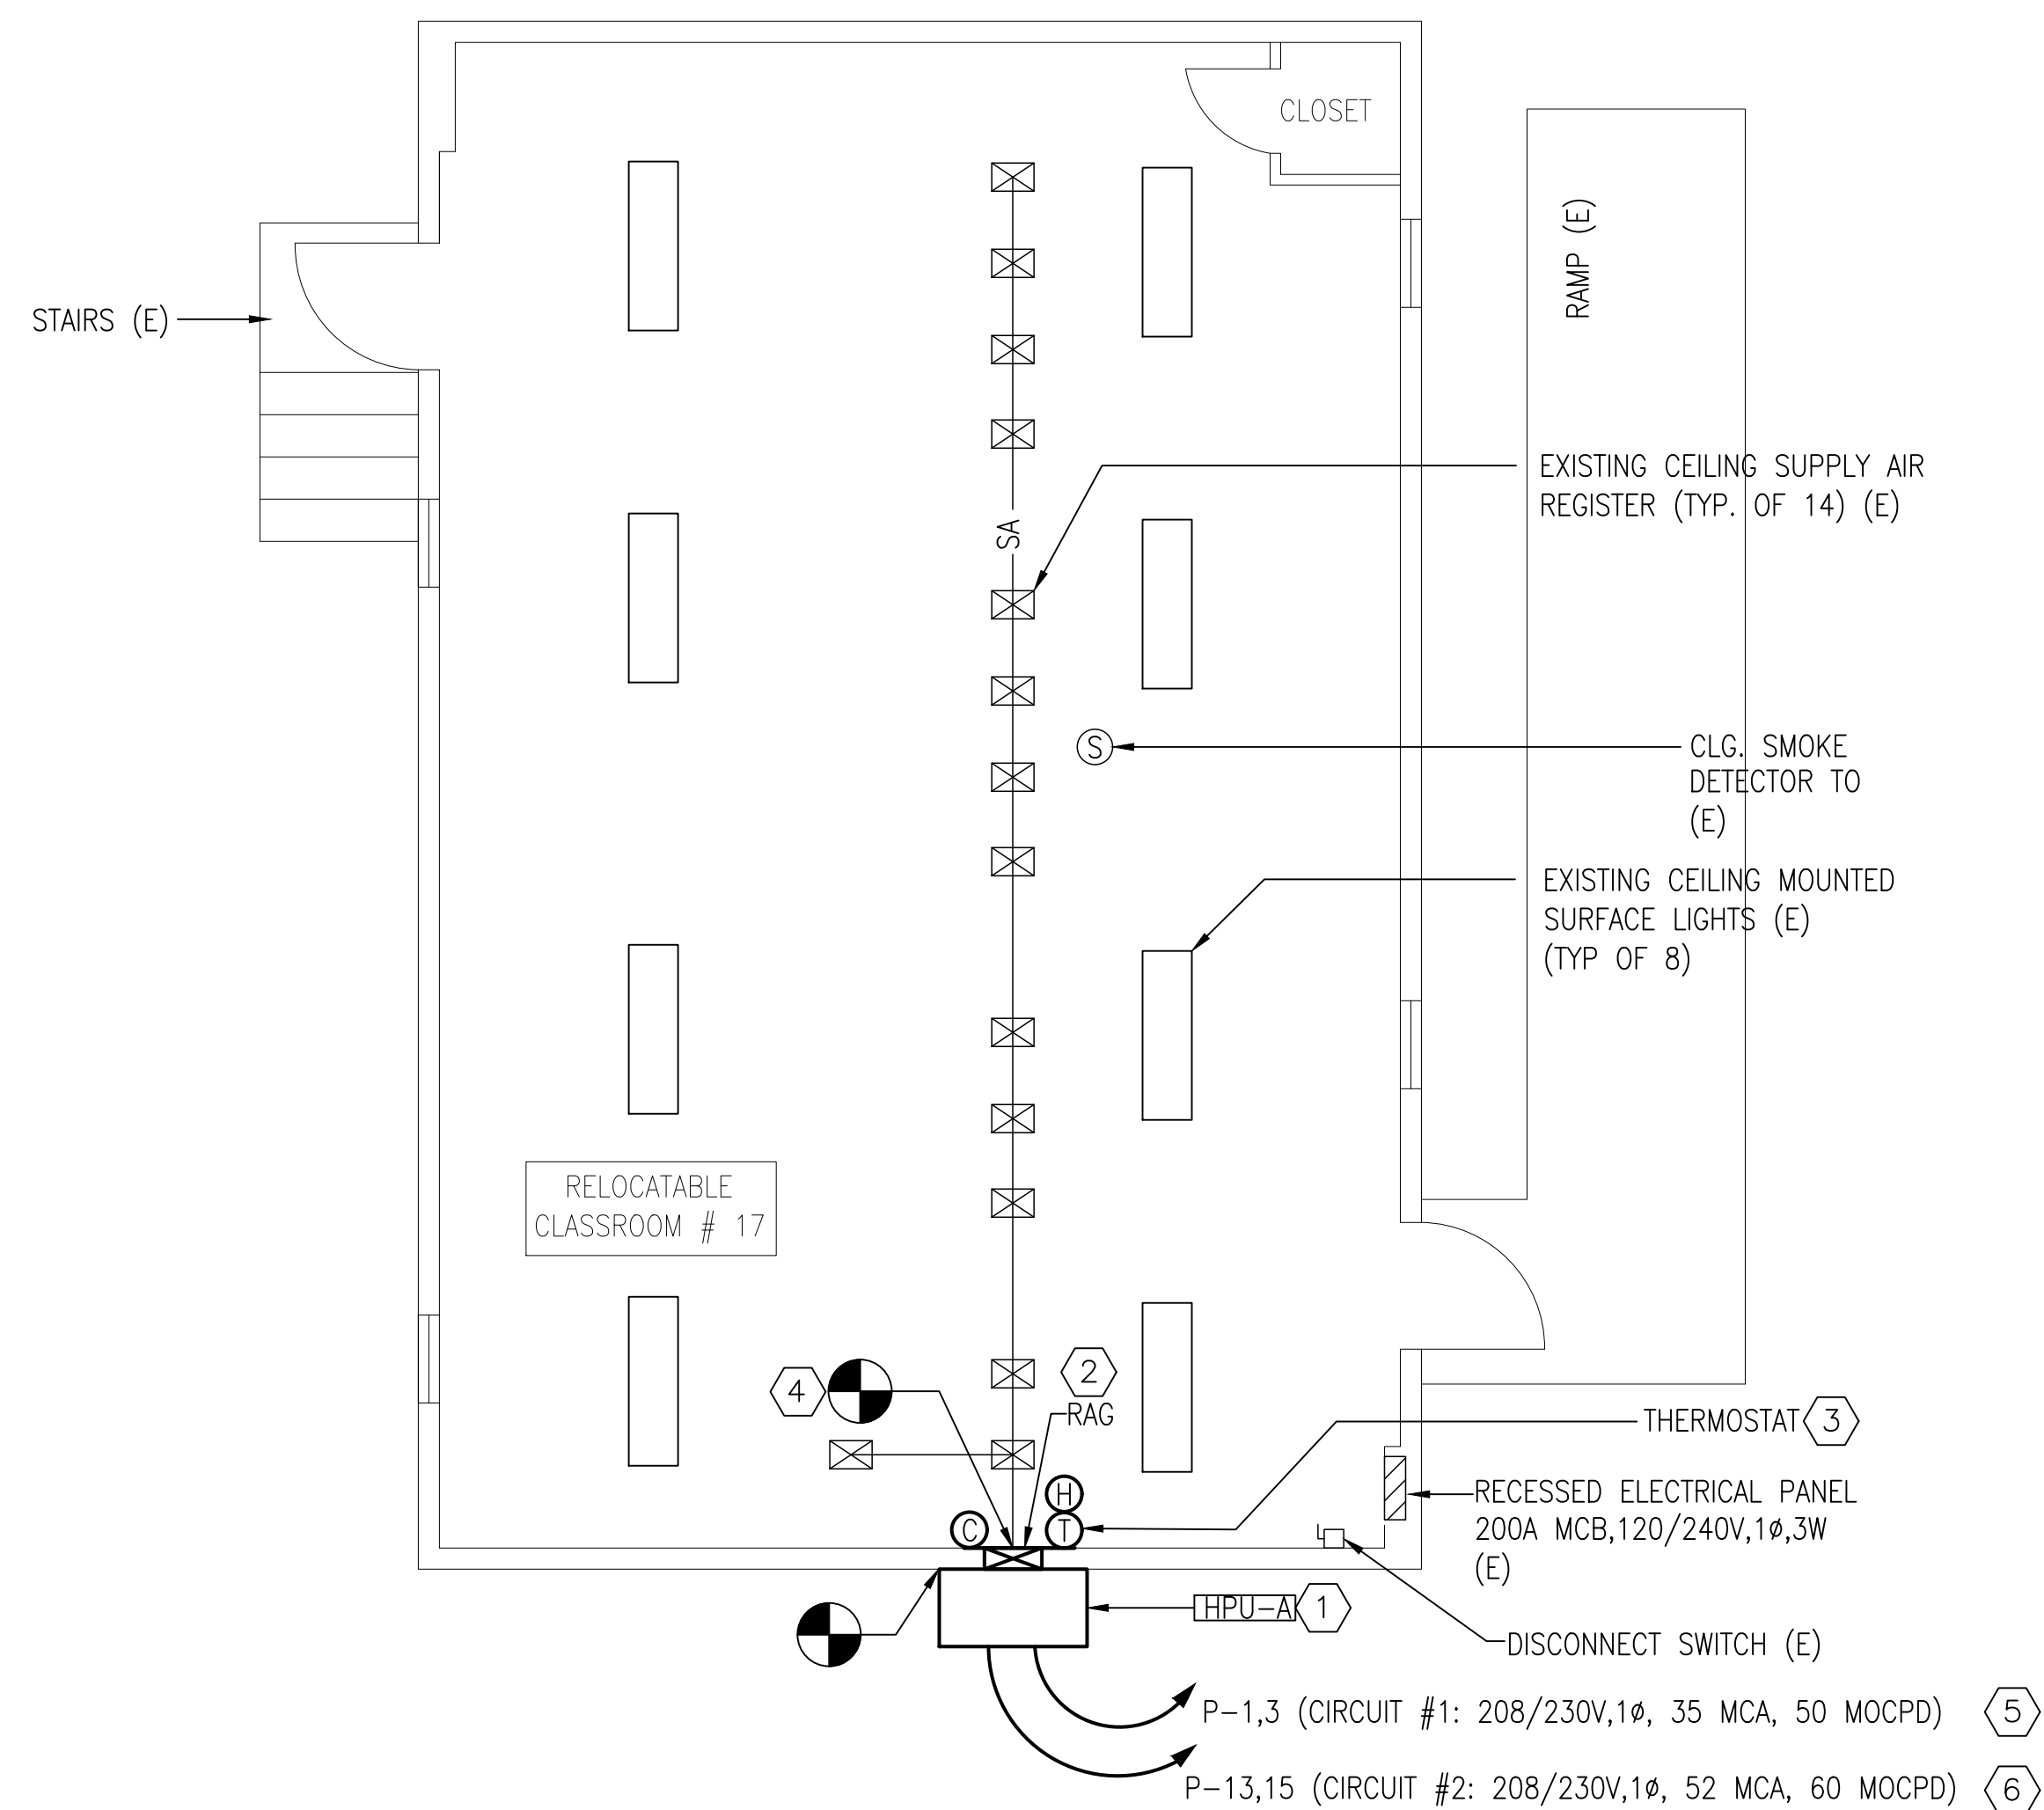 CLOSET
RAMP (E)
STAIRS (E)
EXISTING CEILING SUPPLY AIR
REGISTER (TYP. OF 14) (E)
SA
CLG. SMOKE
DETECTOR TO
(E)
S
EXISTING CEILING MOUNTED
SURFACE LIGHTS (E)
(TYP OF 8)
RELOCATABLE
CLASSROOM # 17
2
RAG
4
THERMOSTAT 3
H
T
C
RECESSED ELECTRICAL PANEL
200A MCB,120/240V,1ø,3W
(E)
HPU-A 1
DISCONNECT SWITCH (E)
P-1,3 (CIRCUIT #1: 208/230V,1ø, 35 MCA, 50 MOCPD) 5
P-13,15 (CIRCUIT #2: 208/230V,1ø, 52 MCA, 60 MOCPD) 6